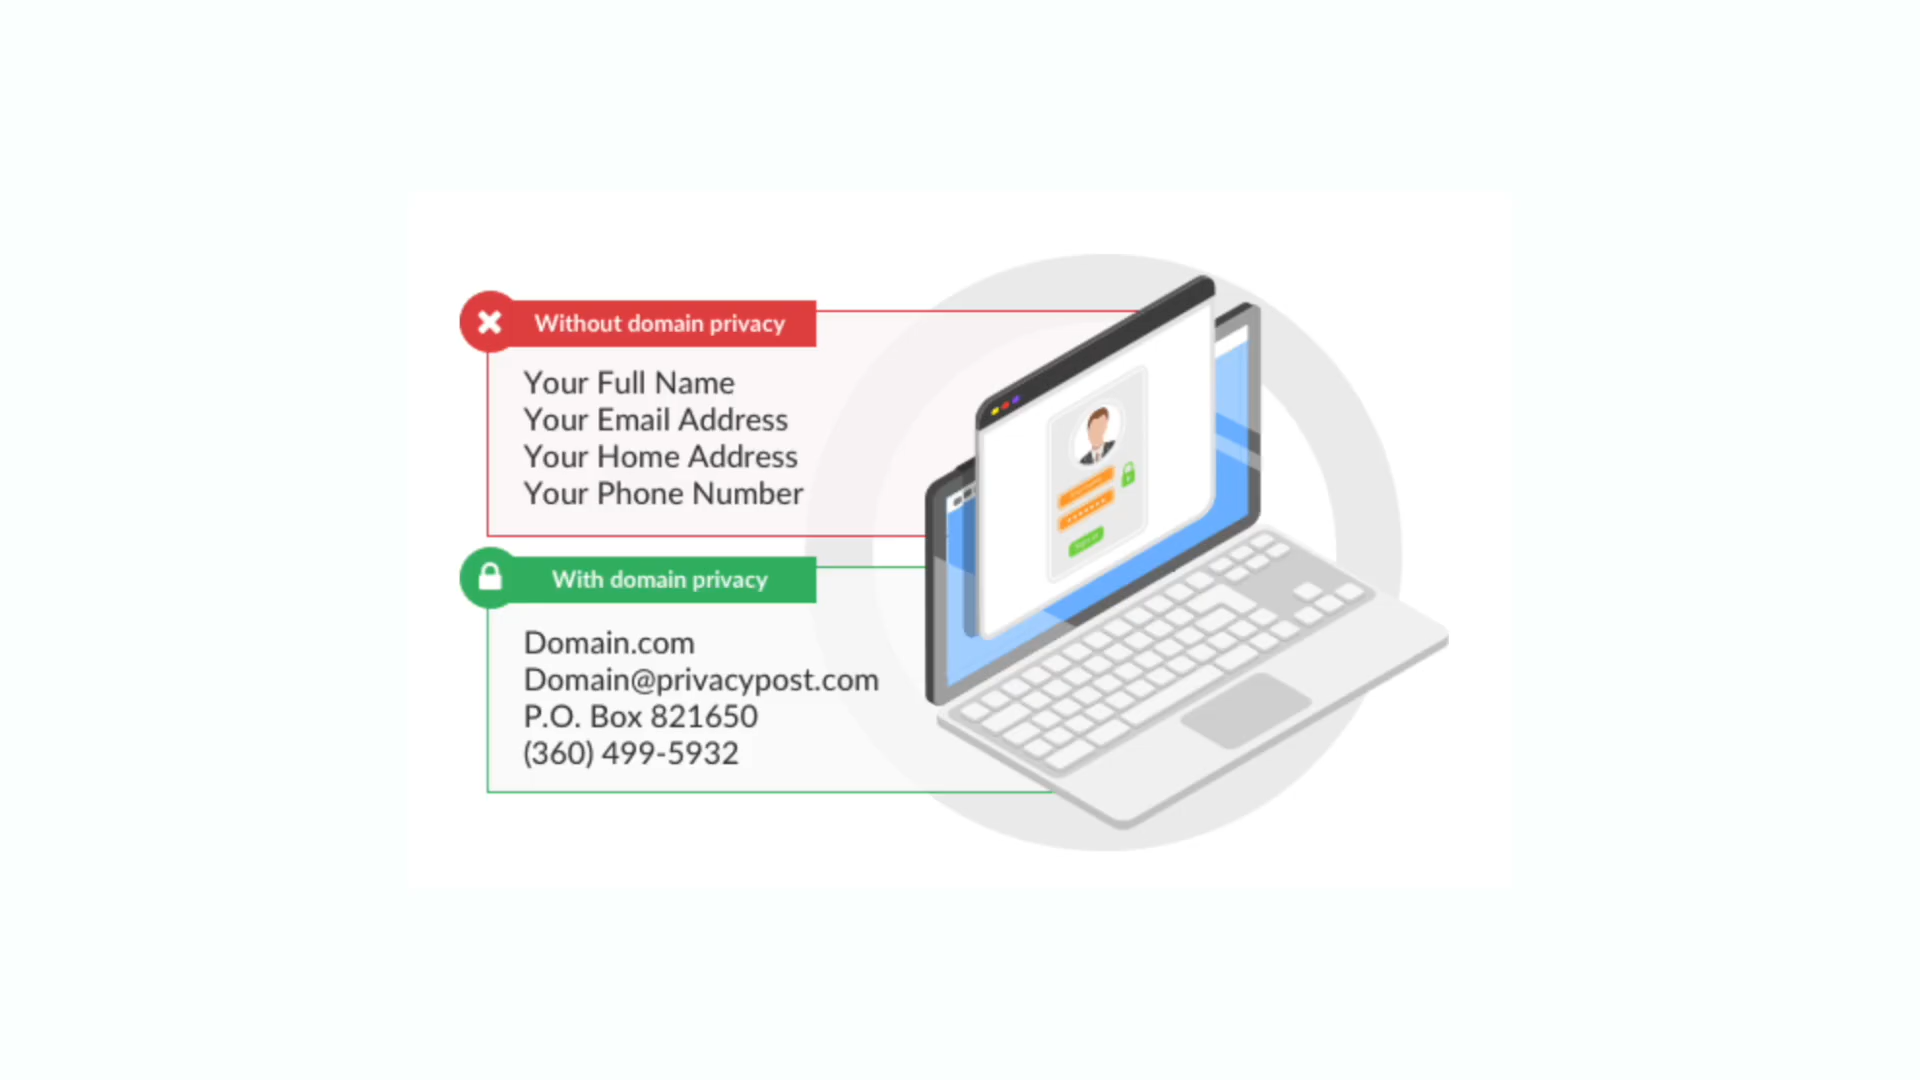 Without domain privacy
Your Full Name
Your Email Address
Your Home Address
Your Phone Number
With domain privacy
Domain.com
Domain@privacypost.com
P.O. Box 821650
(360) 499-5932